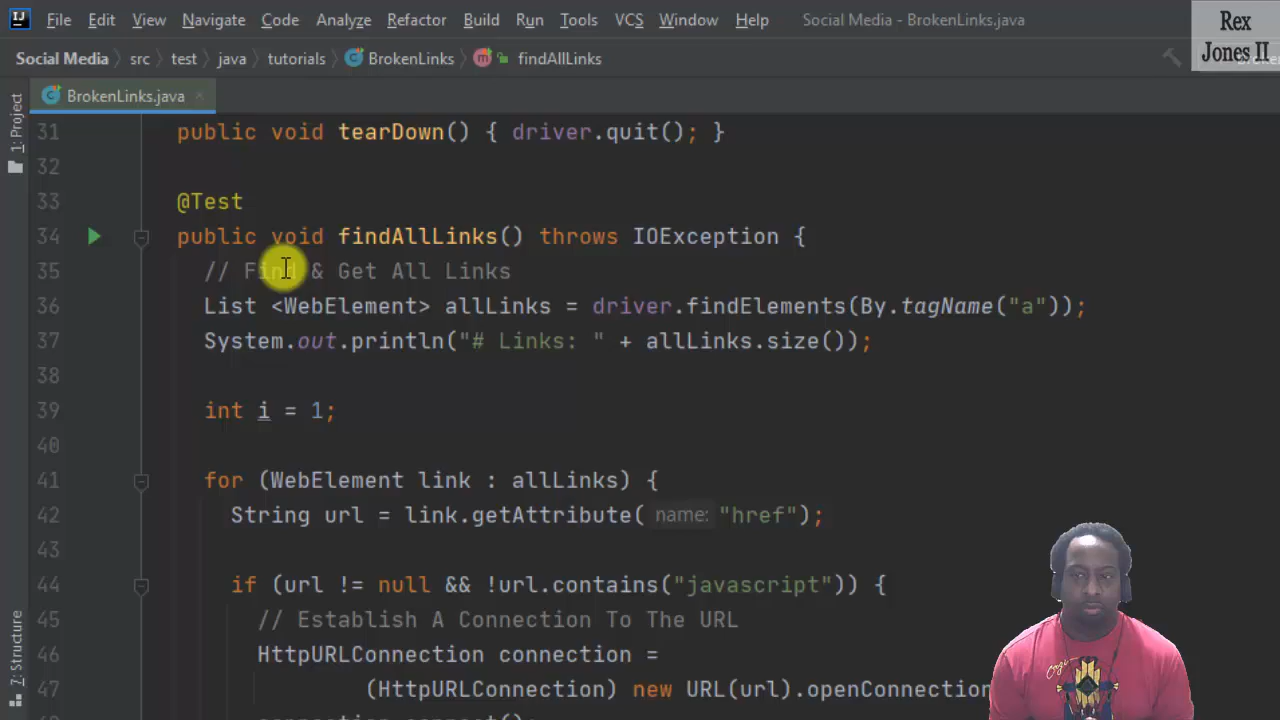 File Edit View Navigate Code Analyze Refactor Build Run Tools VCS Window Help Social Media - BrokenLinks.java
Rex
Jones II
Social Media src test java tutorials BrokenLinks findAllLinks
BrokenLinks.java
1: Project
7: Structure
31 public void tearDown() { driver.quit(); }
32
33 @Test
34 public void findAllLinks() throws IOException {
35 // Find & Get All Links
36 List <WebElement> allLinks = driver.findElements(By.tagName("a"));
37 System.out.println("# Links: " + allLinks.size());
38
39 int i = 1;
40
41 for (WebElement link : allLinks) {
42 String url = link.getAttribute( name: "href");
43
44 if (url != null && !url.contains("javascript")) {
45 // Establish A Connection To The URL
46 HttpURLConnection connection =
47 (HttpURLConnection) new URL(url).openConnection